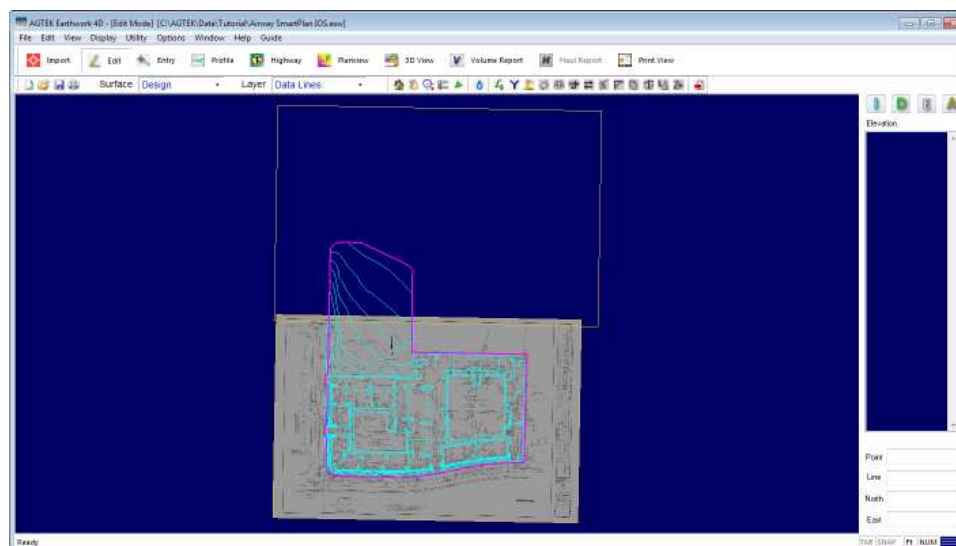 AGTEK Earthwork 4D - [Edit Mode] [C:\AGTEK\Data\Tutorial\Airway SmartPlan IOS.esw]
File Edit View Display Utility Options Window Help Guide
Import Edit Entry Profile Highway Planview 3D View Volume Report Haul Report Print View
Surface Design Layer Data Lines
I D E A
Elevation
Point
Line
North
East
Ready
TAB SNAP Ft NUM